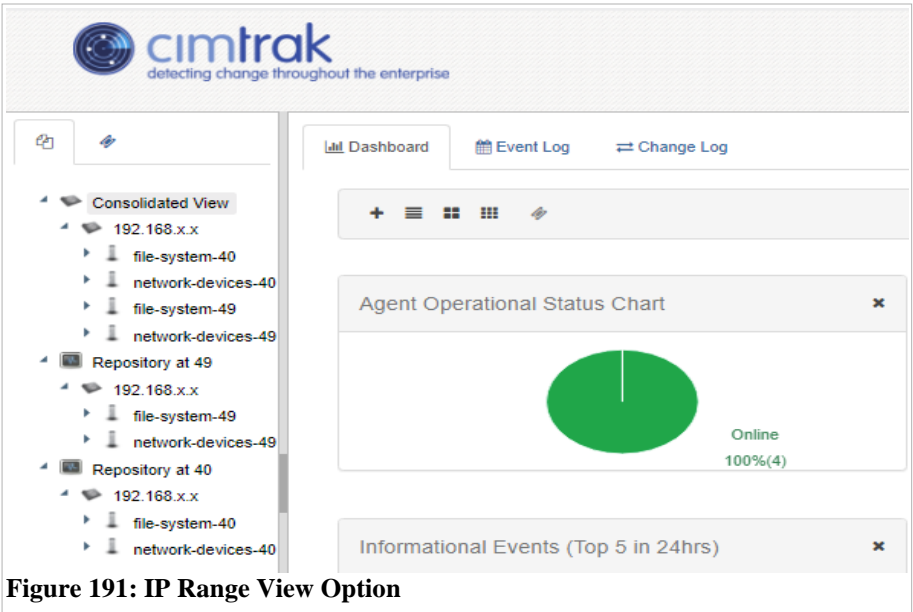 cimtrak
detecting change throughout the enterprise
Dashboard
Event Log
Change Log
Consolidated View
192.168.x.x
file-system-40
network-devices-40
file-system-49
network-devices-49
Repository at 49
192.168.x.x
file-system-49
network-devices-49
Repository at 40
192.168.x.x
file-system-40
network-devices-40
Agent Operational Status Chart
Online
100%(4)
Informational Events (Top 5 in 24hrs)
Figure 191: IP Range View Option